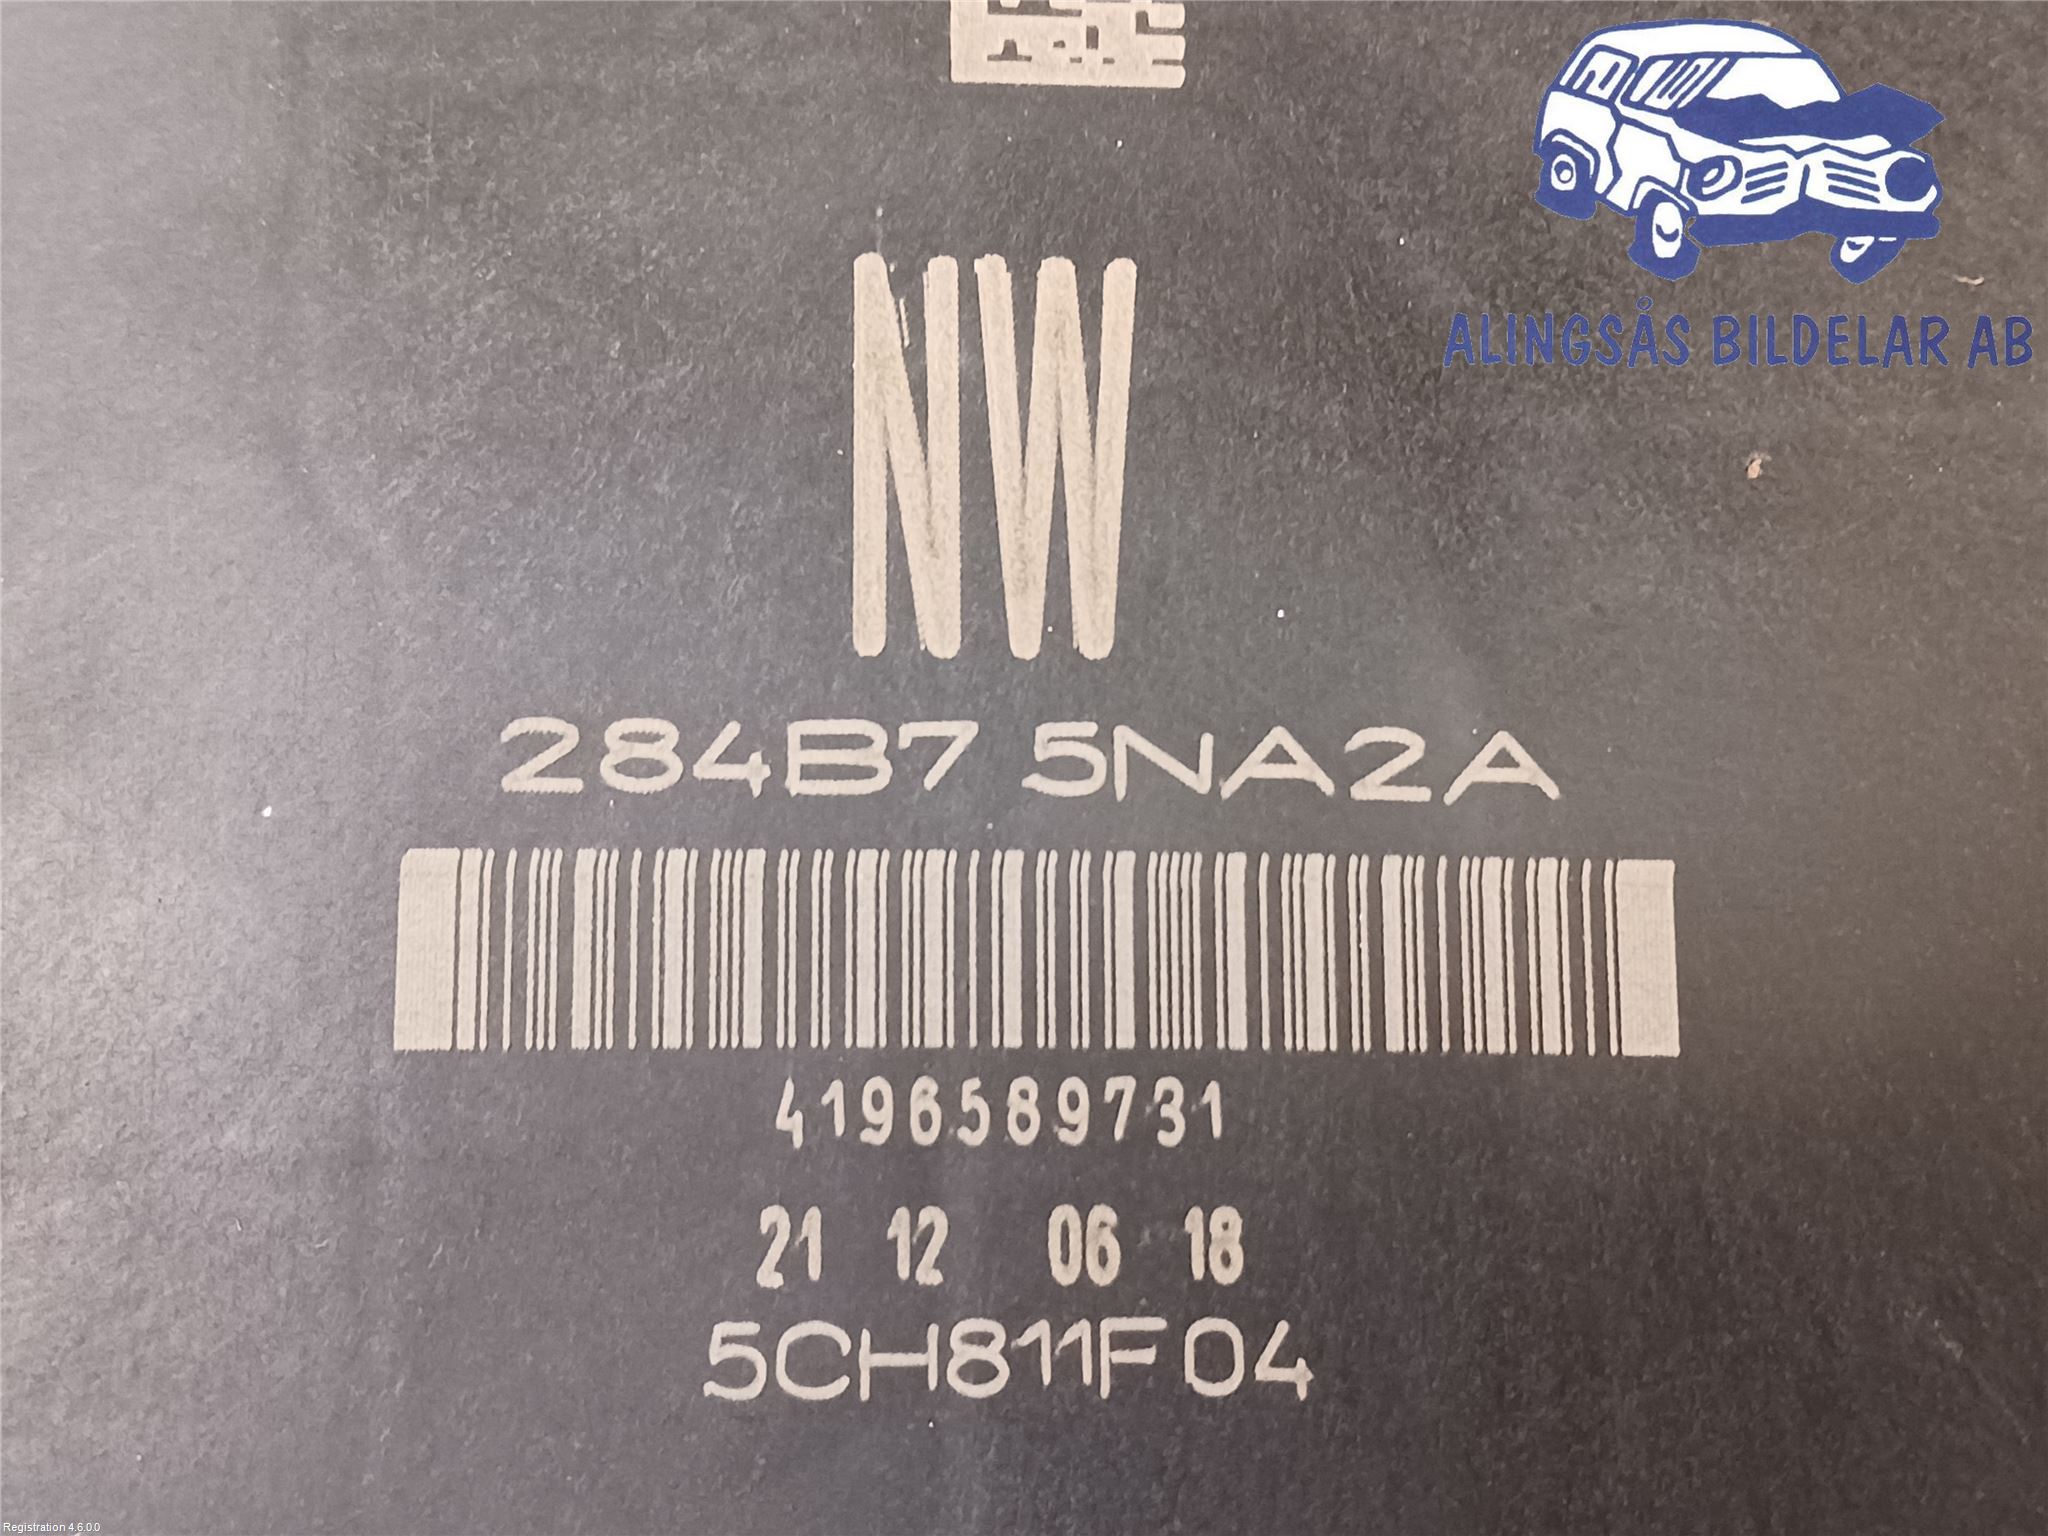 ALINGSÅS BILDELAR AB
NW
284B7 5NA2A
4196589731
21 12 06 18
5CH811F04
Registration 4.6.0.0